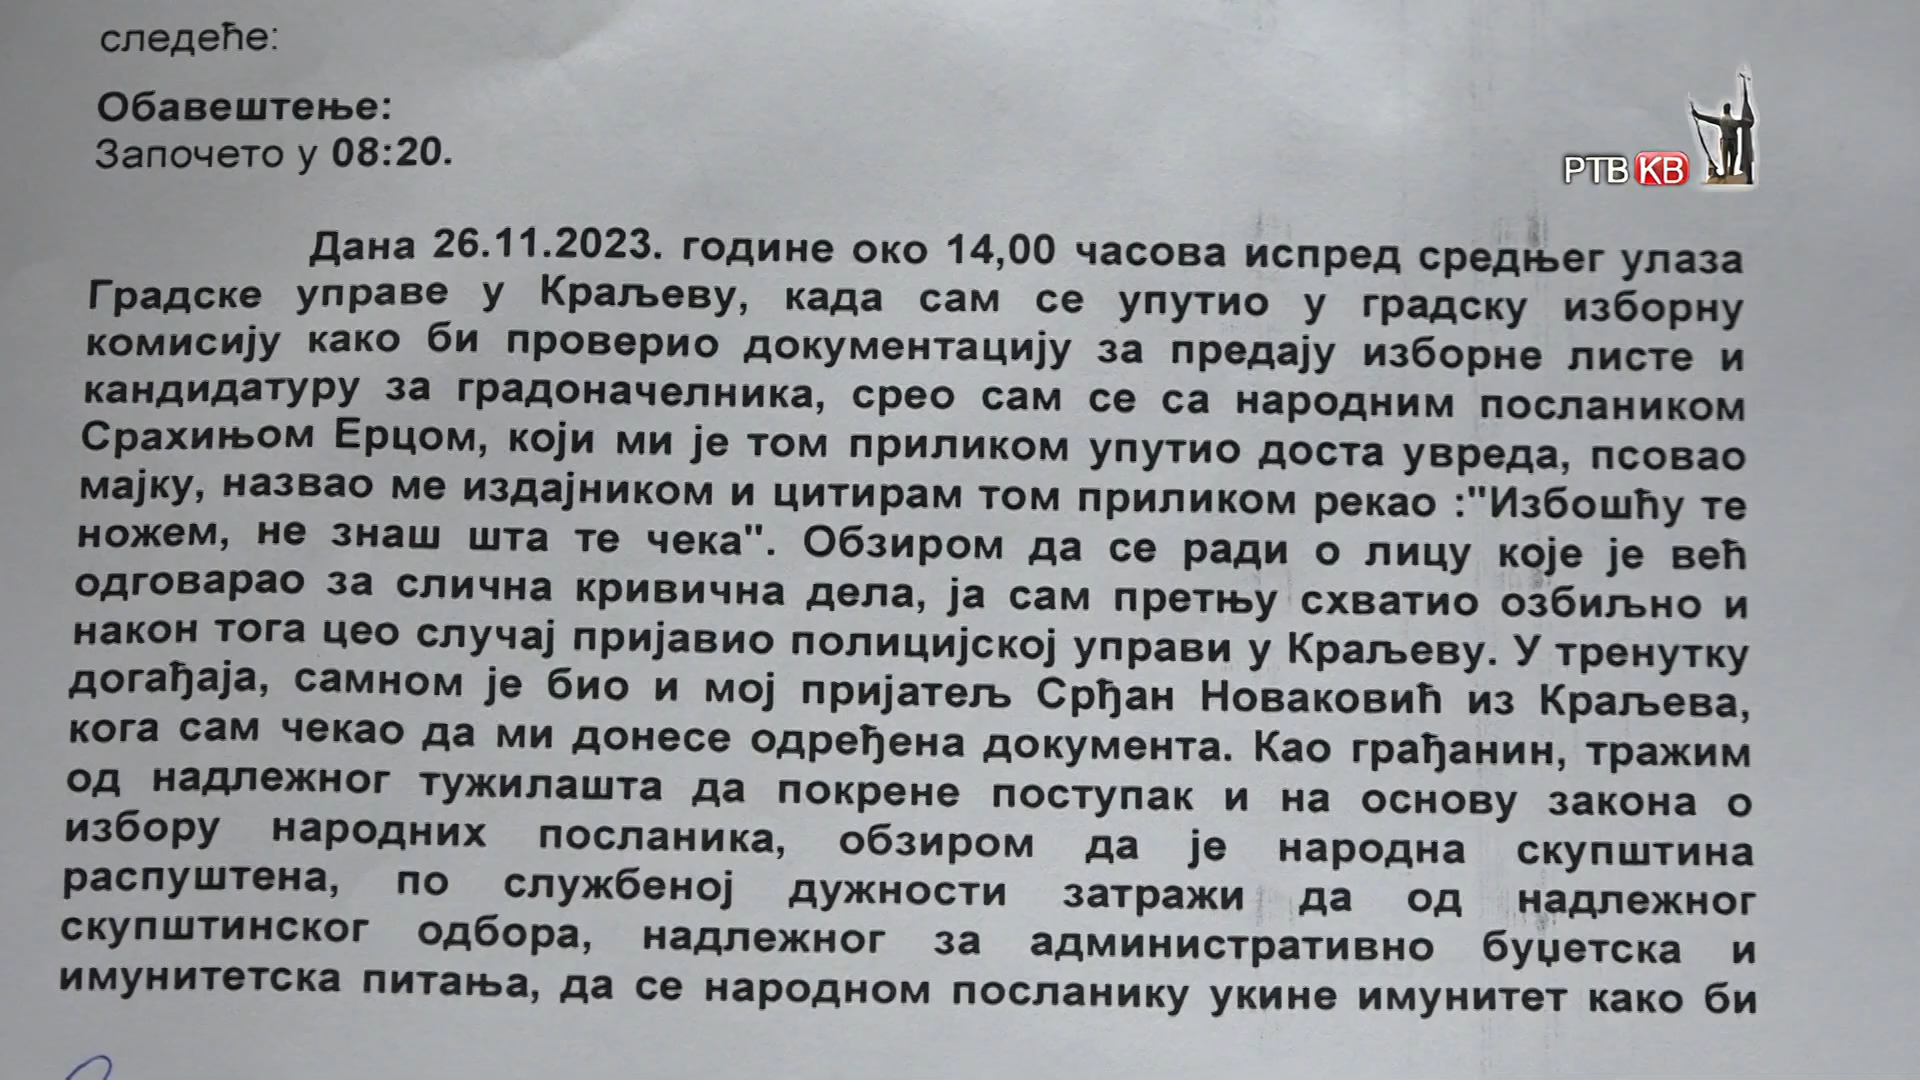 следеће:
Обавештење:
Започето у 08:20.
РТВ КВ
Дана 26.11.2023. године око 14,00 часова испред средњег улаза
Градске управе у Краљеву, када сам се упутио у градску изборну
комисију како би проверио документацију за предају изборне листе и
кандидатуру за градоначелника, срео сам се са народним послаником
Срахињом Ерцом, који ми је том приликом упутио доста увреда, псовао
мајку, назвао ме издајником и цитирам том приликом рекао :"Избошћу те
ножем, не знаш шта те чека". Обзиром да се ради о лицу које је већ
одговарао за слична кривична дела, ја сам претњу схватио озбиљно и
након тога цео случај пријавио полицијској управи у Краљеву. У тренутку
догађаја, самном је био и мој пријатељ Срђан Новаковић из Краљева,
кога сам чекао да ми донесе одређена документа. Као грађанин, тражим
од надлежног тужилашта да покрене поступак и на основу закона о
избору народних посланика, обзиром да је народна скупштина
распуштена, по службеној дужности затражи да од надлежног
скупштинског одбора, надлежног за административно буџетска и
имунитетска питања, да се народном посланику укине имунитет како би